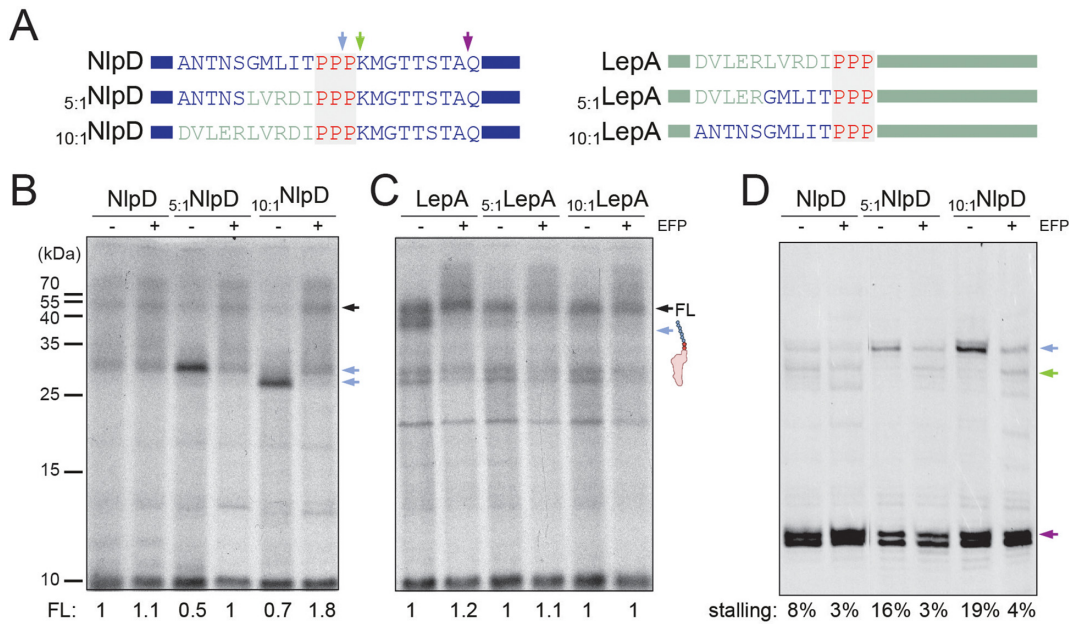 A
NlpD ANTNSGMLITPPPKMGTTSTAQ
5:1NlpD ANTNSLVRDIPPPKMGTTSTAQ
10:1NlpD DVLERLVRDIPPPKMGTTSTAQ
LepA DVLERLVRDIPPP
5:1LepA DVLERGMLITPPP
10:1LepA ANTNSGMLITPPP
B
NlpD 5:1NlpD 10:1NlpD
- + - + - +
(kDa)
70
55
40
35
25
15
10
FL: 1 1.1 0.5 1 0.7 1.8
C
LepA 5:1LepA 10:1LepA
- + - + - + EFP
FL
1 1.2 1 1.1 1 1
D
NlpD 5:1NlpD 10:1NlpD
- + - + - + EFP
stalling: 8% 3% 16% 3% 19% 4%